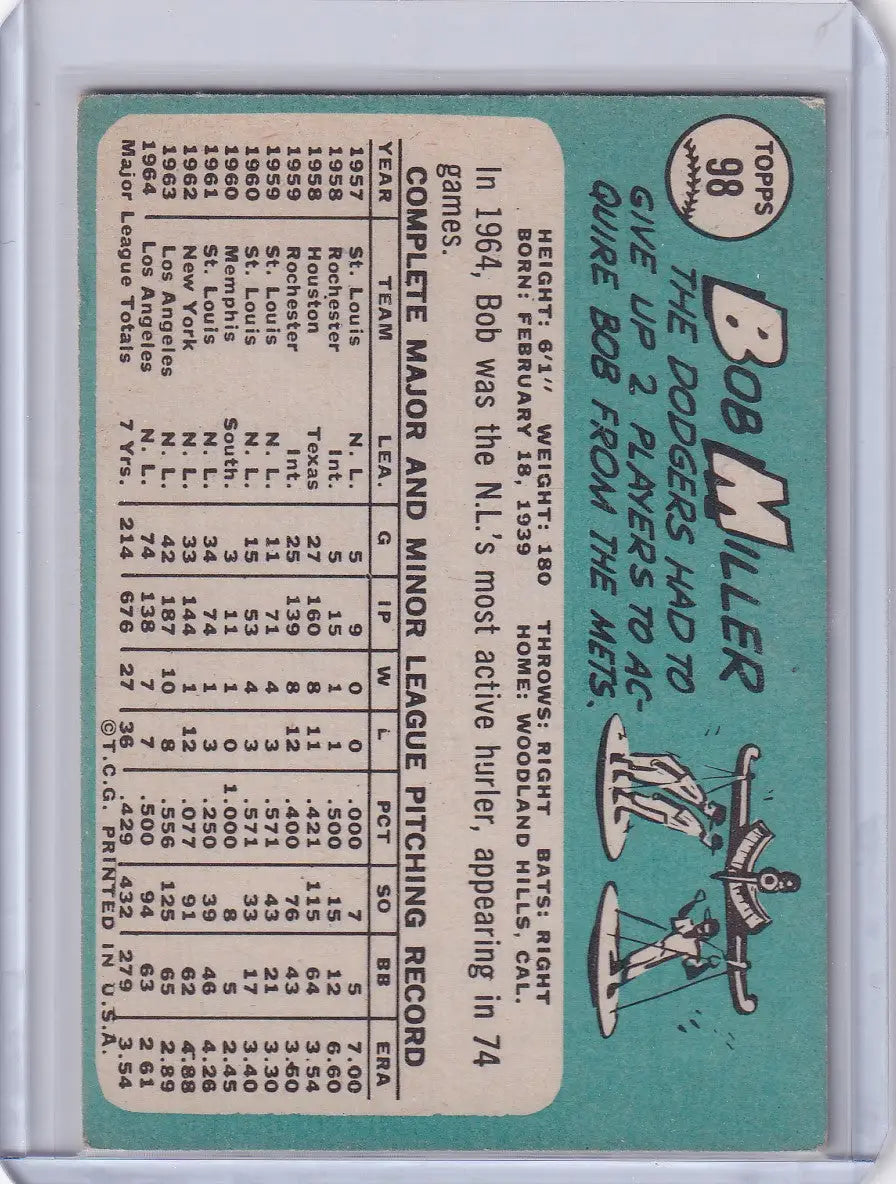 TOPPS
98
BOB MILLER
THE DODGERS HAD TO
GIVE UP 2 PLAYERS TO AC-
QUIRE BOB FROM THE METS.
HEIGHT: 6'1" WEIGHT: 180 THROWS: RIGHT BATS: RIGHT
BORN: FEBRUARY 18, 1939 HOME: WOODLAND HILLS, CAL.
In 1964, Bob was the N.L.'s most active hurler, appearing in 74
games.
COMPLETE MAJOR AND MINOR LEAGUE PITCHING RECORD
YEAR TEAM LEA. G IP W L PCT SO BB ERA
1957 St. Louis N. L. 5 9 0 0 .000 7 5 7.00
1958 Rochester Int. 5 15 1 1 .500 15 12 6.60
1958 Houston Texas 27 160 8 11 .421 115 64 3.54
1959 Rochester Int. 25 139 8 12 .400 76 43 3.50
1959 St. Louis N. L. 11 71 4 3 .571 43 21 3.30
1960 St. Louis N. L. 15 53 4 3 .571 33 17 3.40
1960 Memphis South. 3 11 1 0 1.000 8 5 2.45
1961 St. Louis N. L. 34 74 1 3 .250 39 46 4.26
1962 New York N. L. 33 144 1 12 .077 91 62 4.88
1963 Los Angeles N. L. 42 187 10 8 .556 125 65 2.89
1964 Los Angeles N. L. 74 138 7 7 .500 94 63 2.61
Major League Totals 7 Yrs. 214 676 27 36 .429 432 279 3.54
©T.C.G. PRINTED IN U.S.A.